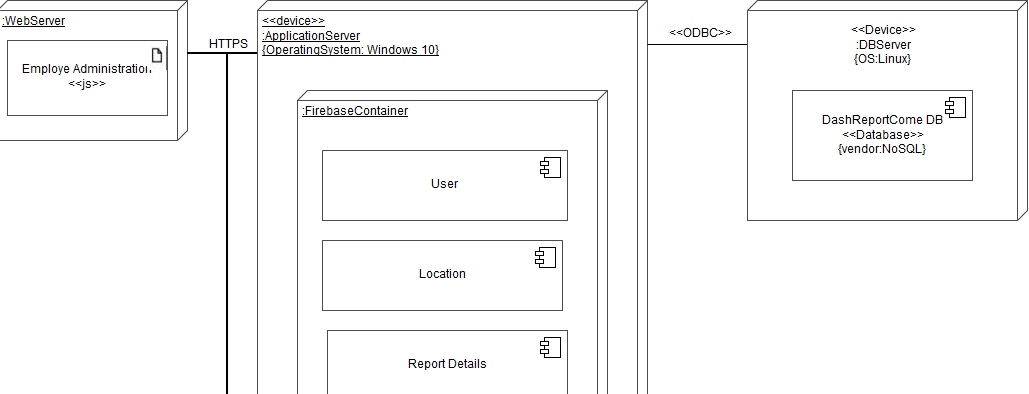 :WebServer
Employe Administration
<<js>>
HTTPS
<<device>>
:ApplicationServer
{OperatingSystem: Windows 10}
:FirebaseContainer
User
Location
Report Details
<<ODBC>>
<<Device>>
:DBServer
{OS:Linux}
DashReportCome DB
<<Database>>
{vendor:NoSQL}